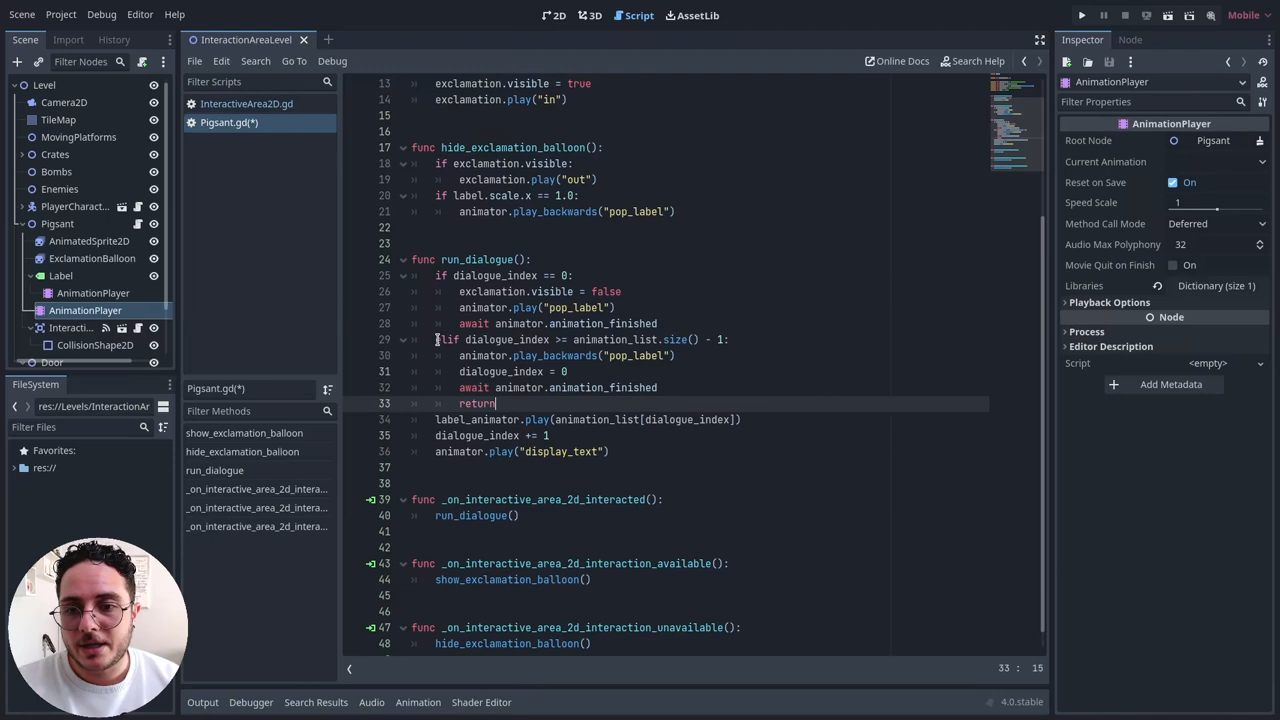 Scene Project Debug Editor Help
2D 3D Script AssetLib
Mobile
Scene Import History
Filter Nodes
Level
Camera2D
TileMap
MovingPlatforms
Crates
Bombs
Enemies
PlayerCharact...
Pigsant
AnimatedSprite2D
ExclamationBalloon
Label
AnimationPlayer
AnimationPlayer
Interacti...
CollisionShape2D
Door
FileSystem
res://Levels/InteractionAr
Filter Files
Favorites:
res://
InteractionAreaLevel
File Edit Search Go To Debug
Online Docs Search Help
Filter Scripts
InteractiveArea2D.gd
Pigsant.gd(*)
Pigsant.gd(*)
Filter Methods
show_exclamation_balloon
hide_exclamation_balloon
run_dialogue
_on_interactive_area_2d_intera...
_on_interactive_area_2d_intera...
_on_interactive_area_2d_intera...
13 exclamation.visible = true
14 exclamation.play("in")
15
16
17 func hide_exclamation_balloon():
18 if exclamation.visible:
19 exclamation.play("out")
20 if label.scale.x == 1.0:
21 animator.play_backwards("pop_label")
22
23
24 func run_dialogue():
25 if dialogue_index == 0:
26 exclamation.visible = false
27 animator.play("pop_label")
28 await animator.animation_finished
29 elif dialogue_index >= animation_list.size() - 1:
30 animator.play_backwards("pop_label")
31 dialogue_index = 0
32 await animator.animation_finished
33 return
34 label_animator.play(animation_list[dialogue_index])
35 dialogue_index += 1
36 animator.play("display_text")
37
38
39 func _on_interactive_area_2d_interacted():
40 run_dialogue()
41
42
43 func _on_interactive_area_2d_interaction_available():
44 show_exclamation_balloon()
45
46
47 func _on_interactive_area_2d_interaction_unavailable():
48 hide_exclamation_balloon()
33 : 15
Output Debugger Search Results Audio Animation Shader Editor
4.0.stable
Inspector Node
AnimationPlayer
Filter Properties
AnimationPlayer
Root Node Pigsant
Current Animation
Reset on Save On
Speed Scale 1
Method Call Mode Deferred
Audio Max Polyphony 32
Movie Quit on Finish On
Libraries Dictionary (size 1)
Playback Options
Node
Process
Editor Description
Script <empty>
Add Metadata